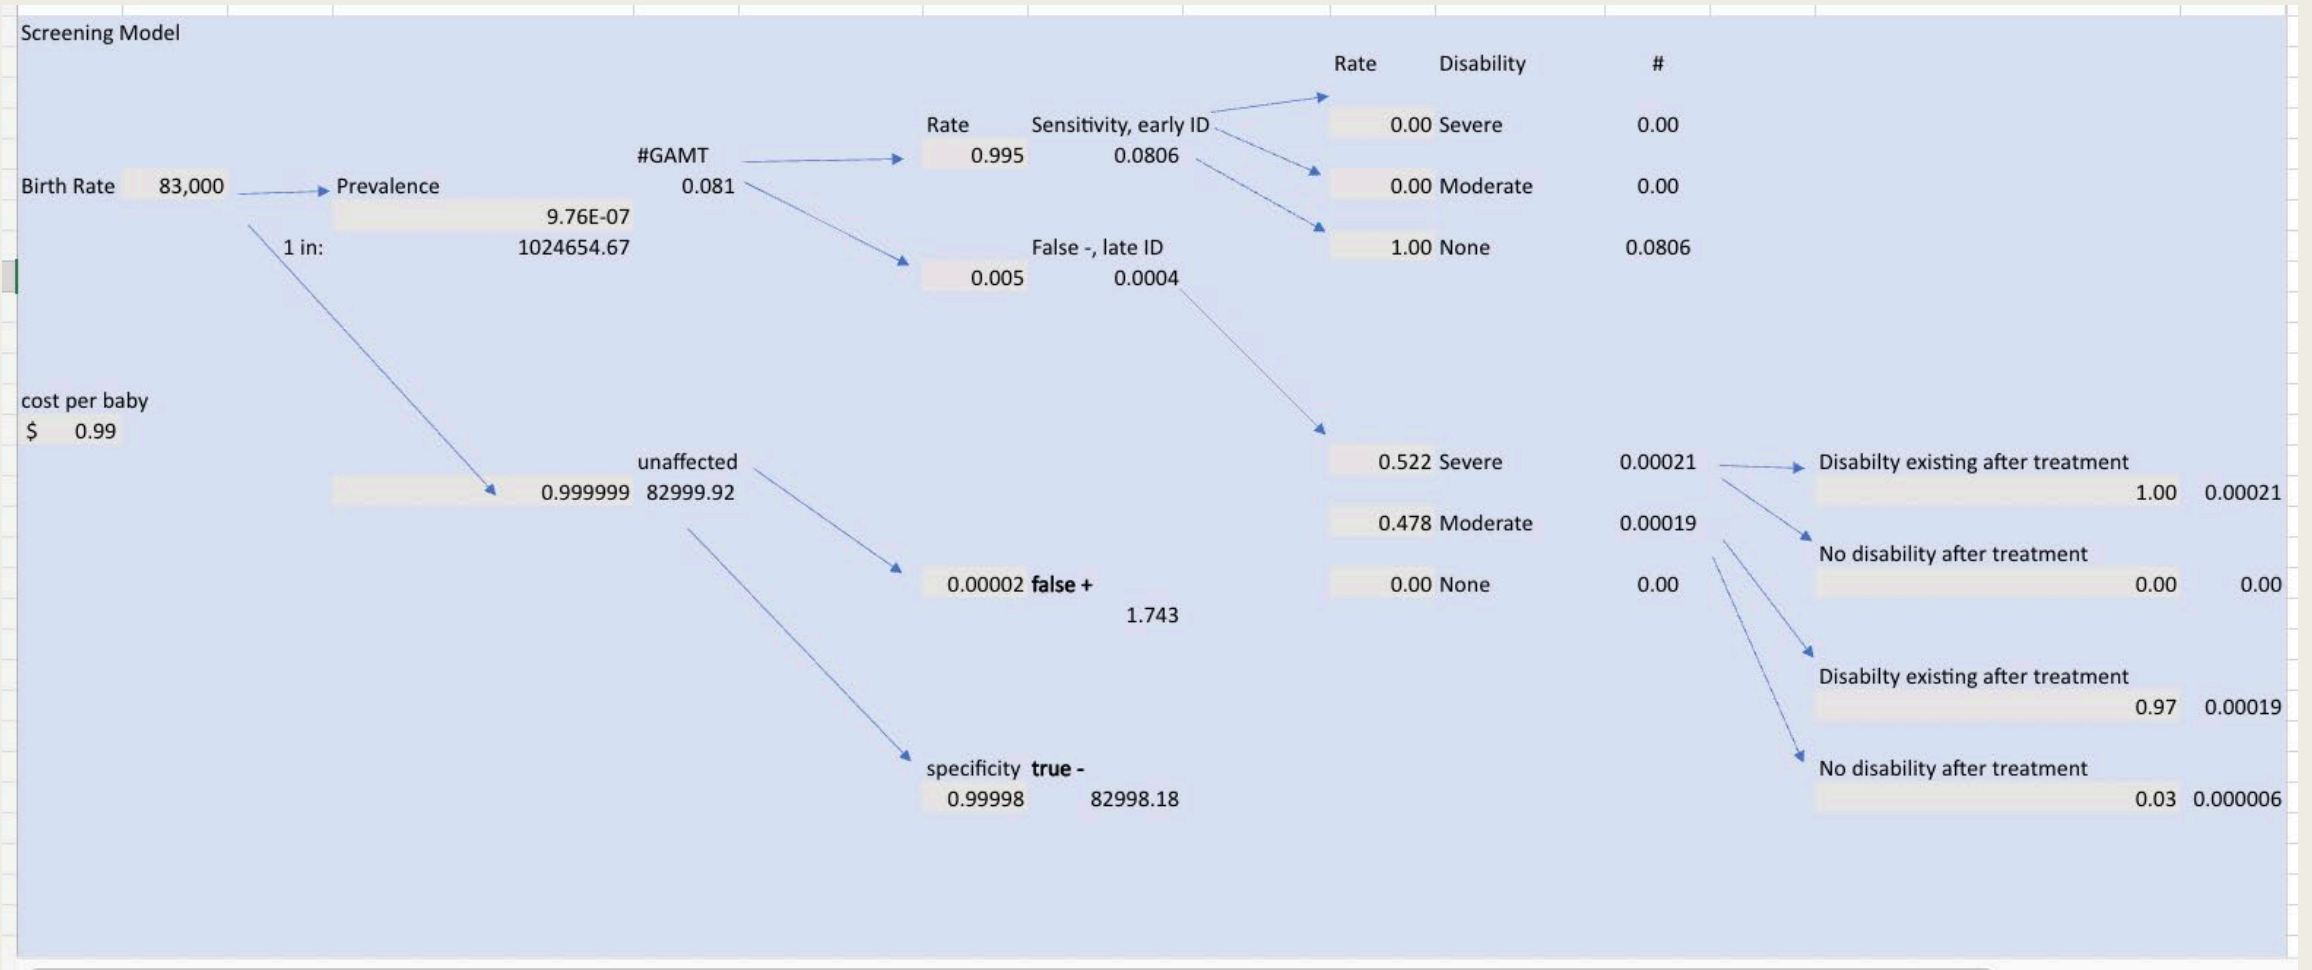 Screening Model
Rate Disability #
Rate Sensitivity, early ID 0.00 Severe 0.00
#GAMT 0.995 0.0806
Birth Rate 83,000 Prevalence 0.081 0.00 Moderate 0.00
9.76E-07
1 in: 1024654.67 False -, late ID 1.00 None 0.0806
0.005 0.0004
cost per baby
$ 0.99
unaffected 0.522 Severe 0.00021 Disabilty existing after treatment
0.999999 82999.92 1.00 0.00021
0.478 Moderate 0.00019
No disability after treatment
0.00002 false + 0.00 None 0.00 0.00 0.00
1.743
Disabilty existing after treatment
0.97 0.00019
specificity true - No disability after treatment
0.99998 82998.18 0.03 0.000006